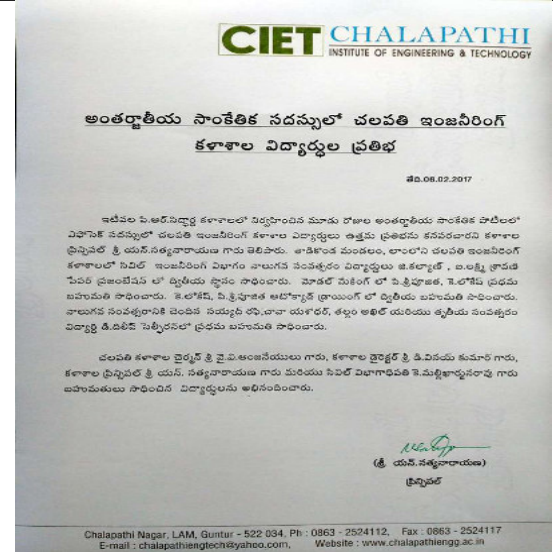 CIET CHALAPATHI
INSTITUTE OF ENGINEERING & TECHNOLOGY
అంతర్జాతీయ సాంకేతిక సదస్సులో చలపతి ఇంజనీరింగ్
కళాశాల విద్యార్ధుల ప్రతిభ
తేది.06.02.2017
ఇటీవల పి.ఆర్.సిద్ధార్ధ కళాశాలలో నిర్వహించిన మూడు రోజుల అంతర్జాతీయ సాంకేతిక పోటీలలో
సదస్సులో చలపతి ఇంజనీరింగ్ కళాశాల విద్యార్ధులు ఉత్తమ ప్రతిభను కనపరచారని కళాశాల
ప్రిన్సిపల్ శ్రీ యన్.సత్యనారాయణ గారు తెలిపారు. తాడికొండ మండలం, లాంలోని చలపతి ఇంజనీరింగ్
కళాశాలలో సివిల్ ఇంజనీరింగ్ విభాగం నాలుగవ సంవత్సరం విద్యార్ధులు జి.కల్యాణ్ , ఐ.లక్ష్మి శ్రావణి
పేపర్ ప్రజంటేషన్ లో ద్వితీయ స్థానం సాధించారు. మోడల్ మేకింగ్ లో పి.శ్రీపూజిత, కె.లోకేష్ ప్రథమ
బహుమతి సాధించారు. కె.లోకేష్, పి.శ్రీపూజిత ఆటోక్యాడ్ డ్రాయింగ్ లో ద్వితీయ బహుమతి సాధించారు.
నాలుగవ సంవత్సరానికి చెందిన సయ్యద్ రఫి,చావా యశోధర్, తల్లం అఖిల్ యమరియు తృతీయ సంవత్సరం
విద్యార్ధి డి.దిలీప్ సెల్ఫీరన్‌లో ప్రథమ బహుమతి సాధించారు.
చలపతి కళాశాల చైర్మన్ శ్రీ వై.వి.ఆంజనేయులు గారు, కళాశాల డైరెక్టర్ శ్రీ డి.వినయ కుమార్ గారు,
కళాశాల ప్రిన్సిపల్ శ్రీ యన్. సత్యనారాయణ గారు మరియు సివిల్ విభాగాధిపతి కె.మల్లిఖార్జునరావు గారు
బహుమతులు సాధించిన విద్యార్ధులను అభినందించారు.
(శ్రీ యన్.సత్యనారాయణ)
ప్రిన్సిపల్
Chalapathi Nagar, LAM, Guntur - 522 034, Ph : 0863 - 2524112, Fax : 0863 - 2524117
E-mail : chalapathiengtech@yahoo.com, Website : www.chalapathiengg.ac.in